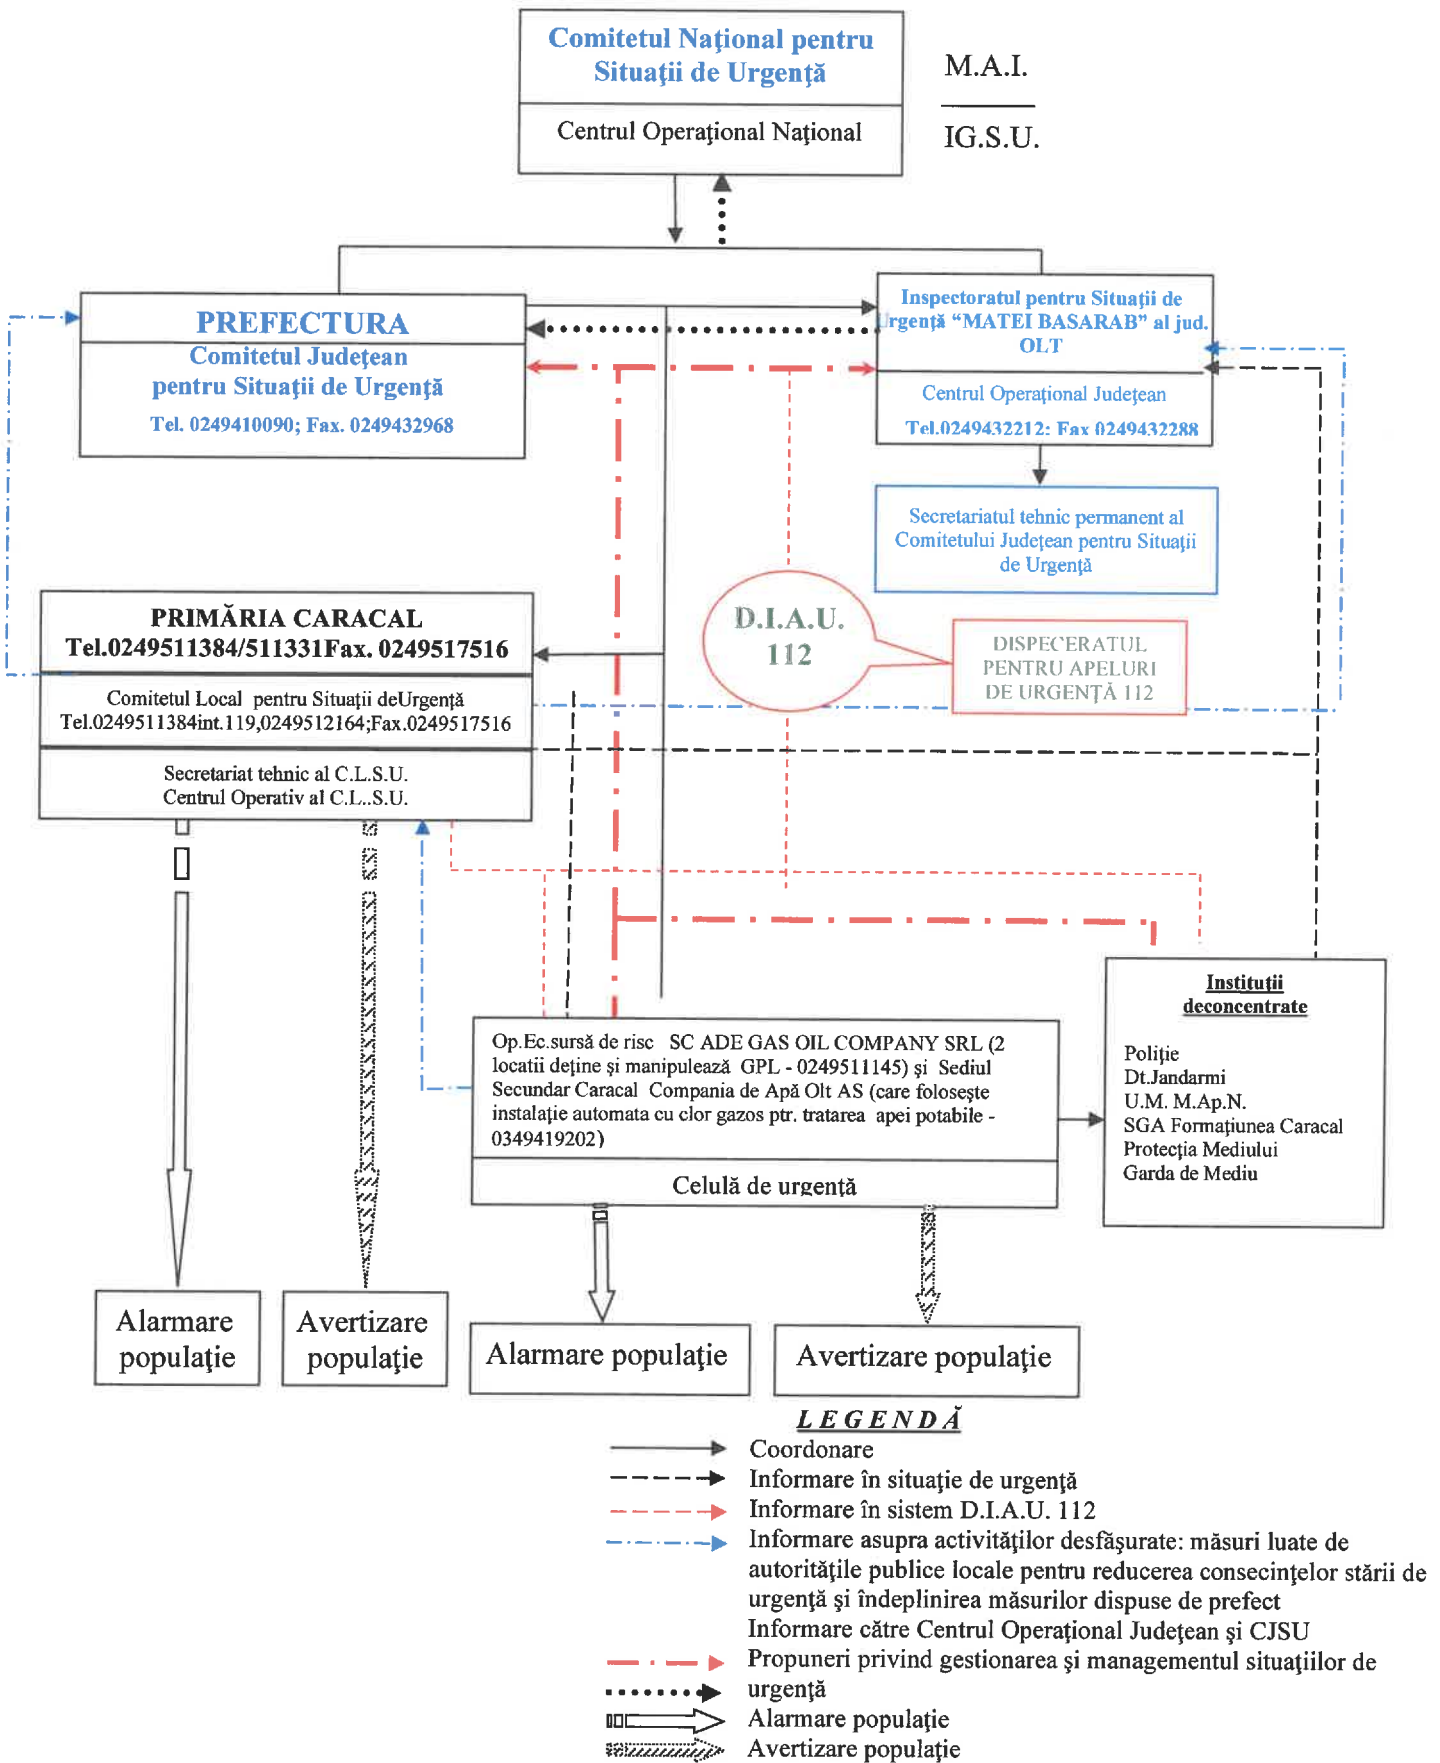 Comitetul Naţional pentru
Situaţii de Urgenţă
Centrul Operaţional Naţional
M.A.I.
IG.S.U.
PREFECTURA
Comitetul Judeţean
pentru Situaţii de Urgenţă
Tel. 0249410090; Fax. 0249432968
Inspectoratul pentru Situaţii de
Urgenţă “MATEI BASARAB” al jud.
OLT
Centrul Operaţional Judeţean
Tel.0249432212: Fax 0249432288
Secretariatul tehnic permanent al
Comitetului Judeţean pentru Situaţii
de Urgenţă
PRIMĂRIA CARACAL
Tel.0249511384/511331Fax. 0249517516
Comitetul Local pentru Situaţii deUrgenţă
Tel.0249511384int.119,0249512164;Fax.0249517516
Secretariat tehnic al C.L.S.U.
Centrul Operativ al C.L..S.U.
D.I.A.U.
112
DISPECERATUL
PENTRU APELURI
DE URGENŢĂ 112
Instituţii
deconcentrate
Poliţie
Dt.Jandarmi
U.M. M.Ap.N.
SGA Formaţiunea Caracal
Protecţia Mediului
Garda de Mediu
Op.Ec.sursă de risc SC ADE GAS OIL COMPANY SRL (2
locatii deţine şi manipulează GPL - 0249511145) şi Sediul
Secundar Caracal Compania de Apă Olt AS (care foloseşte
instalaţie automata cu clor gazos ptr. tratarea apei potabile -
0349419202)
Celulă de urgenţă
Alarmare
populaţie
Avertizare
populaţie
Alarmare populaţie
Avertizare populaţie
LEGENDĂ
Coordonare
Informare în situaţie de urgenţă
Informare în sistem D.I.A.U. 112
Informare asupra activităţilor desfăşurate: măsuri luate de
autorităţile publice locale pentru reducerea consecinţelor stării de
urgenţă şi îndeplinirea măsurilor dispuse de prefect
Informare către Centrul Operaţional Judeţean şi CJSU
Propuneri privind gestionarea şi managementul situaţiilor de
urgenţă
Alarmare populaţie
Avertizare populaţie